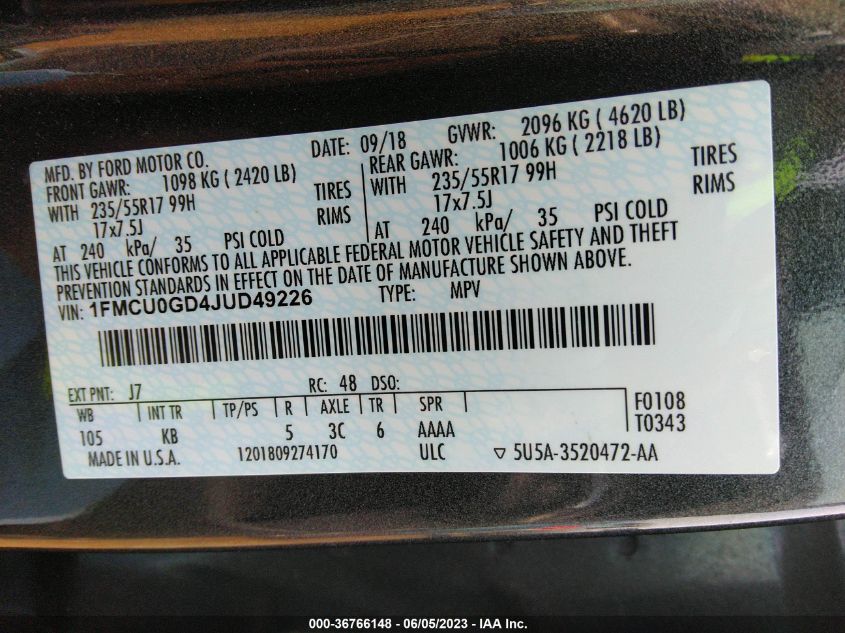 MFD. BY FORD MOTOR CO. DATE: 09/18 GVWR: 2096 KG ( 4620 LB)
FRONT GAWR: 1098 KG ( 2420 LB) REAR GAWR: 1006 KG ( 2218 LB)
WITH 235/55R17 99H TIRES WITH 235/55R17 99H TIRES
17x7.5J RIMS 17x7.5J RIMS
AT 240 kPa/ 35 PSI COLD AT 240 kPa/ 35 PSI COLD
THIS VEHICLE CONFORMS TO ALL APPLICABLE FEDERAL MOTOR VEHICLE SAFETY AND THEFT
PREVENTION STANDARDS IN EFFECT ON THE DATE OF MANUFACTURE SHOWN ABOVE.
VIN: 1FMCU0GD4JUD49226 TYPE: MPV
EXT PNT: J7 RC: 48 DSO:
WB INT TR TP/PS R AXLE TR SPR F0108
105 KB 5 3C 6 AAAA T0343
MADE IN U.S.A. 1201809274170 ULC ▽ 5U5A-3520472-AA
000-36766148 - 06/05/2023 - IAA Inc.